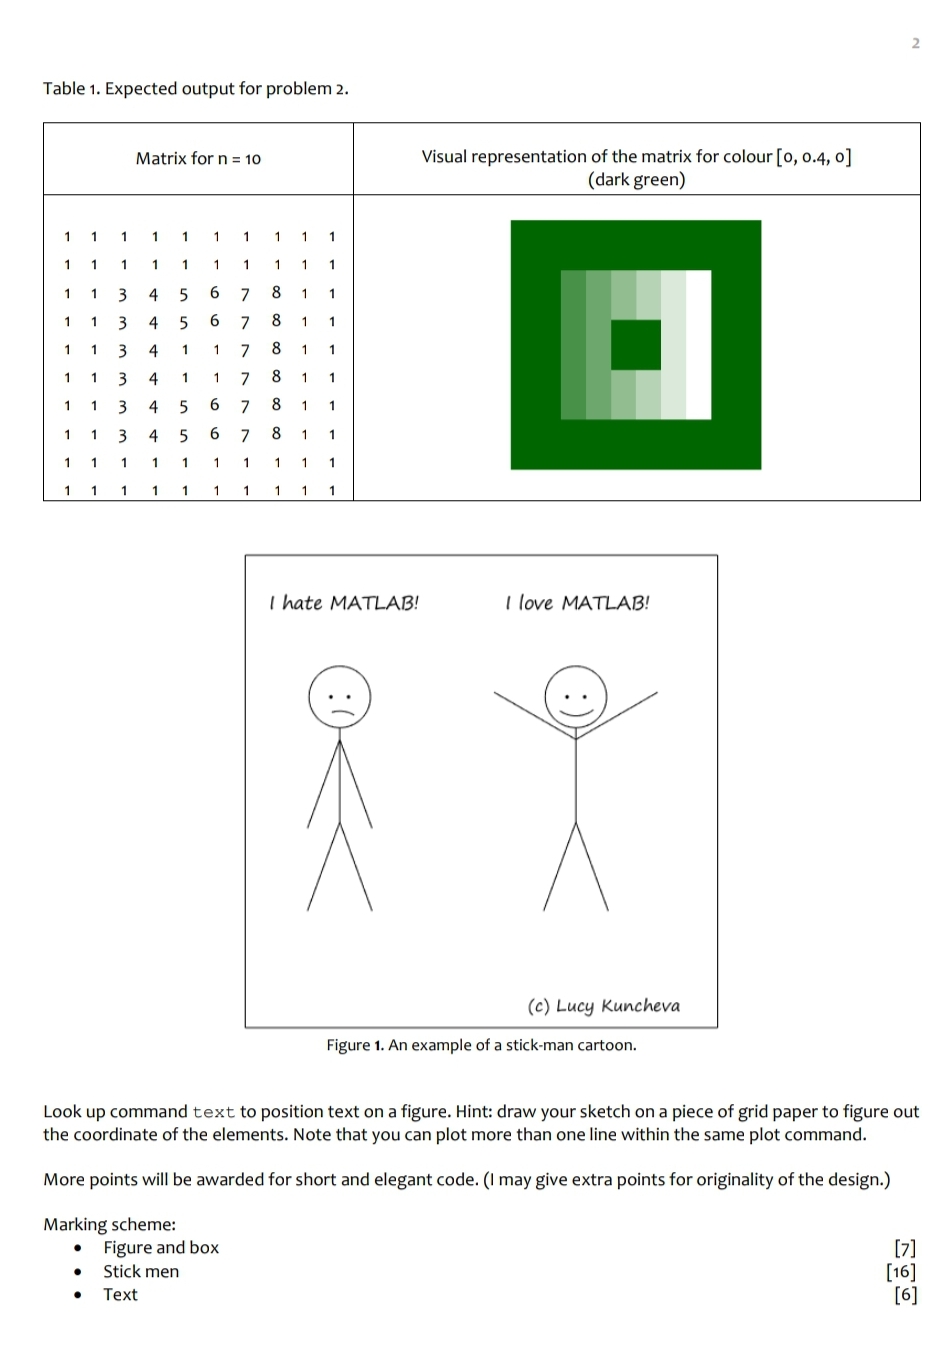 2
Table 1. Expected output for problem 2.
Matrix for n = 10
Visual representation of the matrix for colour [0, 0.4, 0]
(dark green)
1 1 1 1 1 1 1 1 1 1
1 1 1 1 1 1 1 1 1 1
1 1 3 4 5 6 7 8 1 1
1 1 3 4 5 6 7 8 1 1
1 1 3 4 1 1 7 8 1 1
1 1 3 4 1 1 7 8 1 1
1 1 3 4 5 6 7 8 1 1
1 1 3 4 5 6 7 8 1 1
1 1 1 1 1 1 1 1 1 1
1 1 1 1 1 1 1 1 1 1
I hate MATLAB!
I love MATLAB!
(c) Lucy Kuncheva
Figure 1. An example of a stick-man cartoon.
Look up command text to position text on a figure. Hint: draw your sketch on a piece of grid paper to figure out
the coordinate of the elements. Note that you can plot more than one line within the same plot command.
More points will be awarded for short and elegant code. (I may give extra points for originality of the design.)
Marking scheme:
• Figure and box [7]
• Stick men [16]
• Text [6]